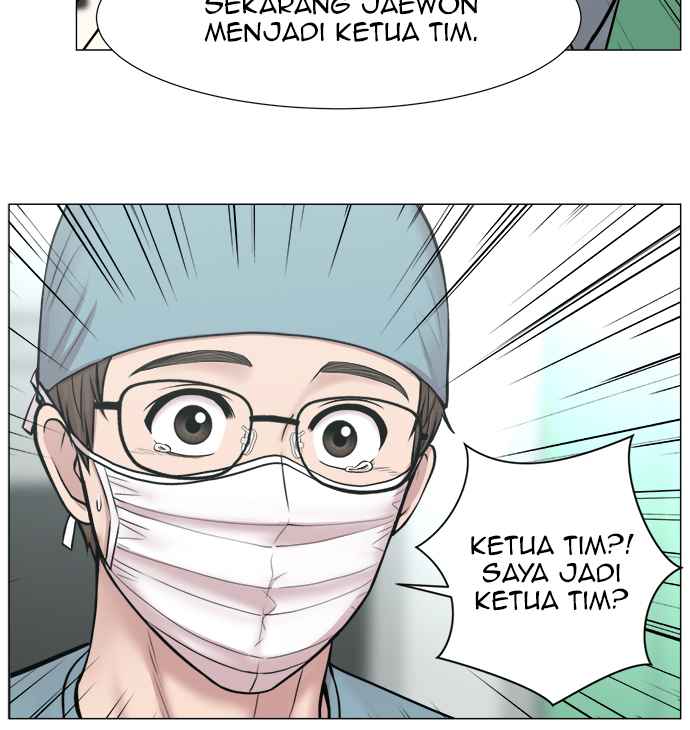 SEKARANG JAEWON
MENJADI KETUA TIM.
KETUA TIM?!
SAYA JADI
KETUA TIM?